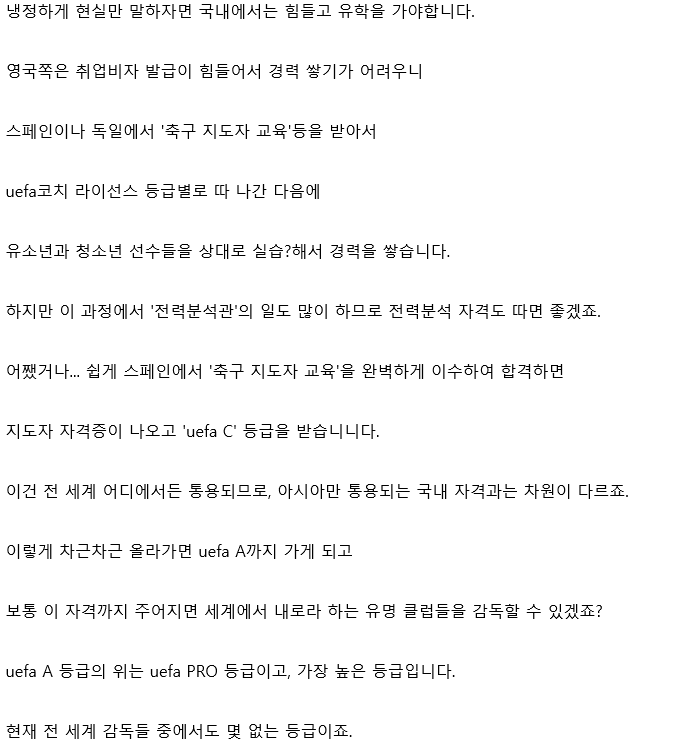 냉정하게 현실만 말하자면 국내에서는 힘들고 유학을 가야합니다.
영국쪽은 취업비자 발급이 힘들어서 경력 쌓기가 어려우니
스페인이나 독일에서 '축구 지도자 교육'등을 받아서
uefa코치 라이선스 등급별로 따 나간 다음에
유소년과 청소년 선수들을 상대로 실습?해서 경력을 쌓습니다.
하지만 이 과정에서 '전력분석관'의 일도 많이 하므로 전력분석 자격도 따면 좋겠죠.
어쨌거나... 쉽게 스페인에서 '축구 지도자 교육'을 완벽하게 이수하여 합격하면
지도자 자격증이 나오고 'uefa C' 등급을 받습니니다.
이건 전 세계 어디에서든 통용되므로, 아시아만 통용되는 국내 자격과는 차원이 다르죠.
이렇게 차근차근 올라가면 uefa A까지 가게 되고
보통 이 자격까지 주어지면 세계에서 내로라 하는 유명 클럽들을 감독할 수 있겠죠?
uefa A 등급의 위는 uefa PRO 등급이고, 가장 높은 등급입니다.
현재 전 세계 감독들 중에서도 몇 없는 등급이죠.